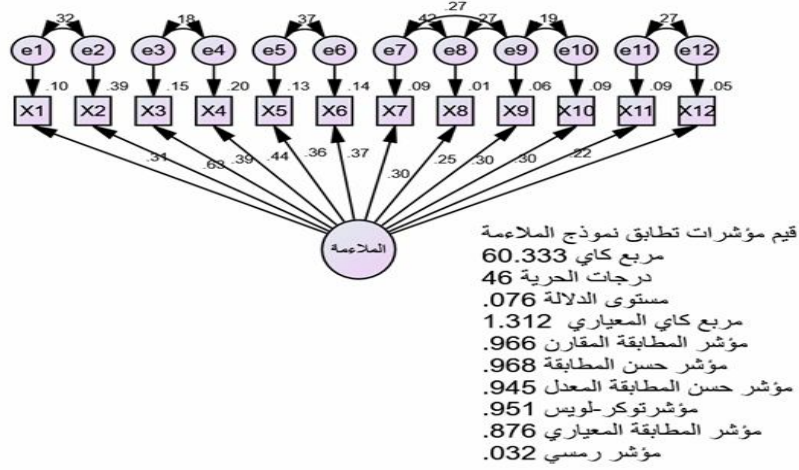 .27
.32 .18 .37 .42 .27 .19 .27
e1 e2 e3 e4 e5 e6 e7 e8 e9 e10 e11 e12
.10 .39 .15 .20 .13 .14 .09 .01 .06 .09 .09 .05
X1 X2 X3 X4 X5 X6 X7 X8 X9 X10 X11 X12
.31 .63 .39 .44 .36 .37 .30 .25 .30 .30 .22
الملاءمة
قيم مؤشرات تطابق نموذج الملاءمة
مربع كاي 60.333
درجات الحرية 46
مستوى الدلالة 076.
مربع كاي المعياري 1.312
مؤشر المطابقة المقارن 966.
مؤشر حسن المطابقة 968.
مؤشر حسن المطابقة المعدل 945.
مؤشرتوكر-لويس 951.
مؤشر المطابقة المعياري 876.
مؤشر رمسي 032.